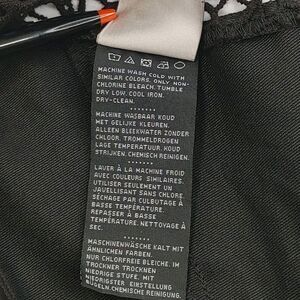 MACHINE WASH COLD WITH
SIMILAR COLORS. ONLY NON-
CHLORINE BLEACH. TUMBLE
DRY LOW. COOL IRON.
DRY-CLEAN.
.......
MACHINE WASBAAR KOUD
MET GELIJKE KLEUREN.
ALLEEN BLEEKWATER ZONDER
CHLOOR. TROMMELDROGEN
LAGE TEMPERATUUR. KOUD
STRIJKEN. CHEMISCH REINIGEN.
.......
LAVER À LA MACHINE FROID
AVEC COULEURS SIMILAIRES.
UTILISER SEULEMENT UN
JAVELLISANT SANS CHLORE.
SÉCHAGE PAR CULBUTAGE À
BASSE TEMPÉRATURE.
REPASSER À BASSE
TEMPÉRATURE. NETTOYAGE À
SEC.
.......
MASCHINENWÄSCHE KALT MIT
ÄHNLICHEN FARBEN.
NUR CHLORFREIE BLEICHE. IM
TROCKNER TROCKNEN
NIEDRIGE STUFE. MIT
NIEDRIGSTER EINSTELLUNG
BÜGELN. CHEMISCHE REINIGUNG.